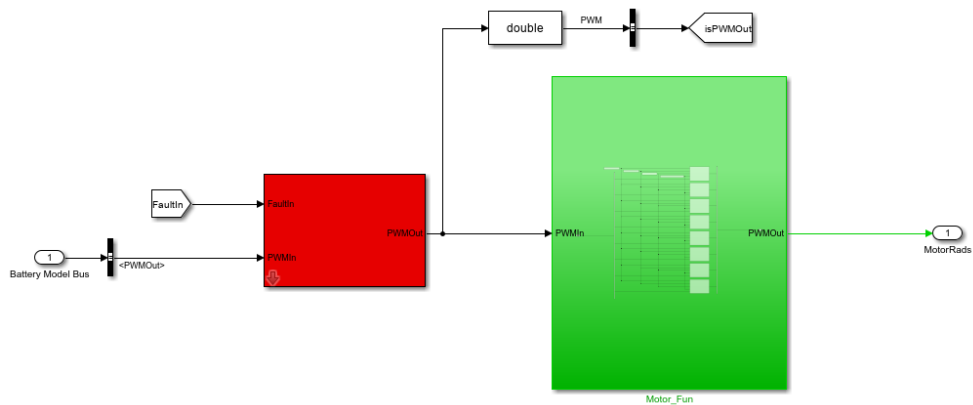 PWM
double
isPWMOut
FaultIn
FaultIn
PWMOut
PWMIn
PWMOut
1
MotorRads
1
Battery Model Bus
<PWMOut>
PWMIn
Motor_Fun